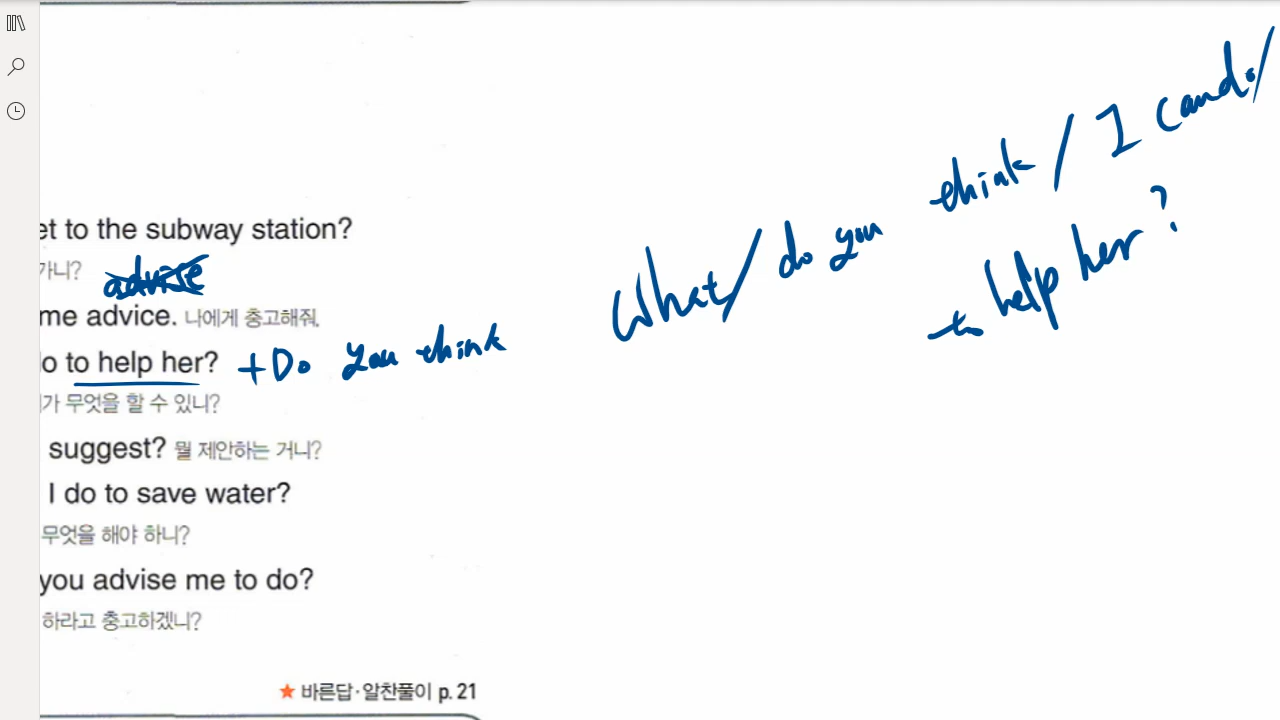 et to the subway station?
가니?
advise
me advice. 나에게 충고해줘.
o to help her? + Do you think
가 무엇을 할 수 있니?
suggest? 뭘 제안하는 거니?
I do to save water?
무엇을 해야 하니?
you advise me to do?
하라고 충고하겠니?
★ 바른답·알찬풀이 p. 21
What / do you think / I can do /
to help her?